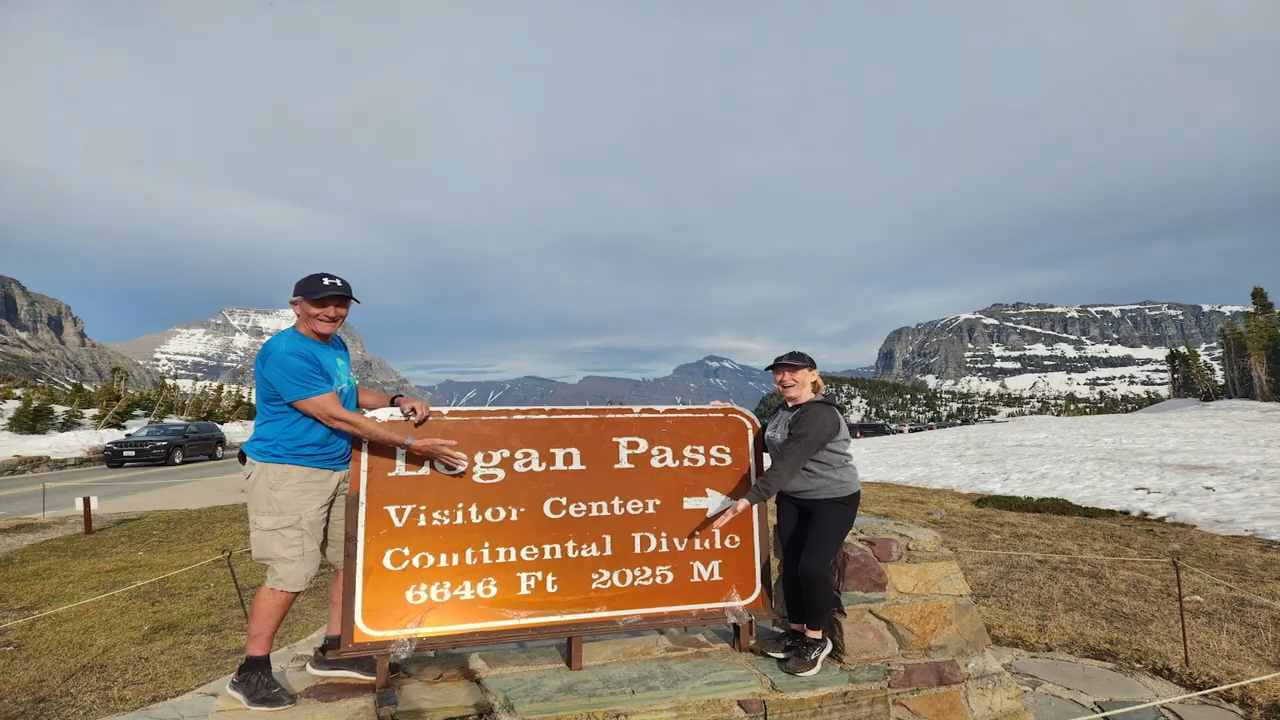 Logan Pass
Visitor Center
Continental Divide
6646 Ft 2025 M